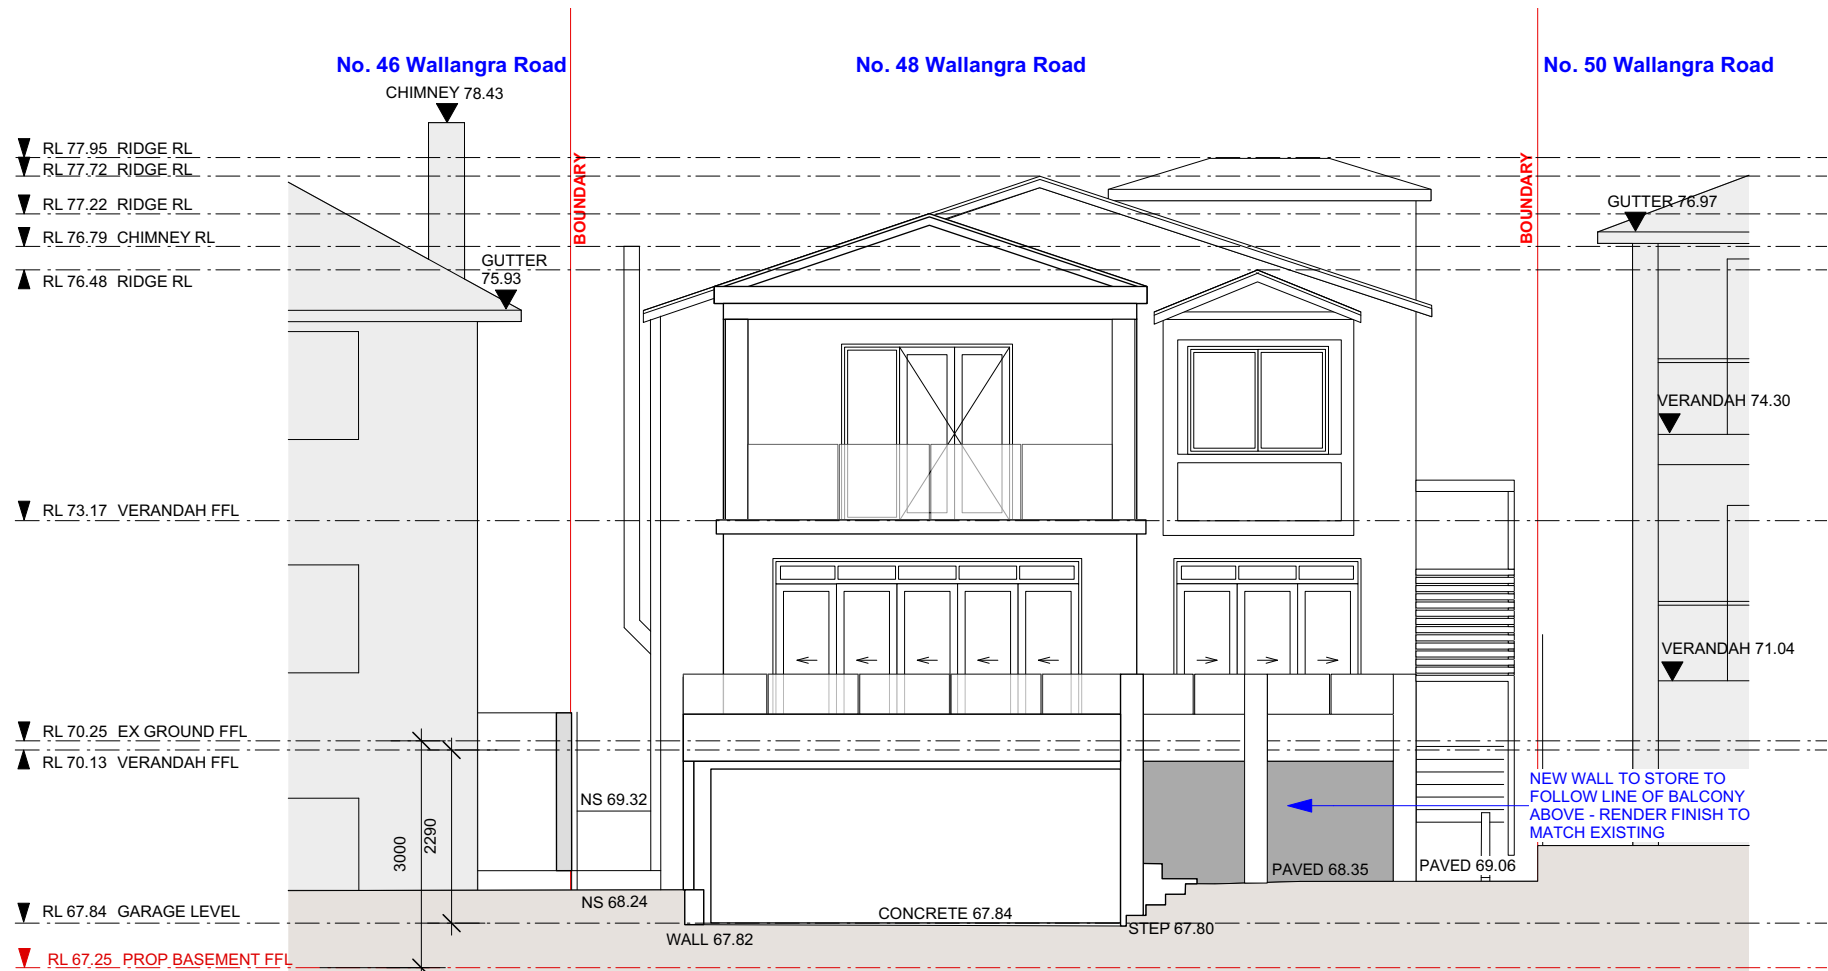 No. 46 Wallangra Road
No. 48 Wallangra Road
No. 50 Wallangra Road
CHIMNEY 78.43
RL 77.95 RIDGE RL
RL 77.72 RIDGE RL
RL 77.22 RIDGE RL
RL 76.79 CHIMNEY RL
RL 76.48 RIDGE RL
BOUNDARY
BOUNDARY
GUTTER 76.97
GUTTER
75.93
VERANDAH 74.30
RL 73.17 VERANDAH FFL
VERANDAH 71.04
RL 70.25 EX GROUND FFL
RL 70.13 VERANDAH FFL
NEW WALL TO STORE TO
FOLLOW LINE OF BALCONY
ABOVE - RENDER FINISH TO
MATCH EXISTING
NS 69.32
3000
2290
PAVED 68.35
PAVED 69.06
NS 68.24
RL 67.84 GARAGE LEVEL
CONCRETE 67.84
WALL 67.82
STEP 67.80
RL 67.25 PROP BASEMENT FFL